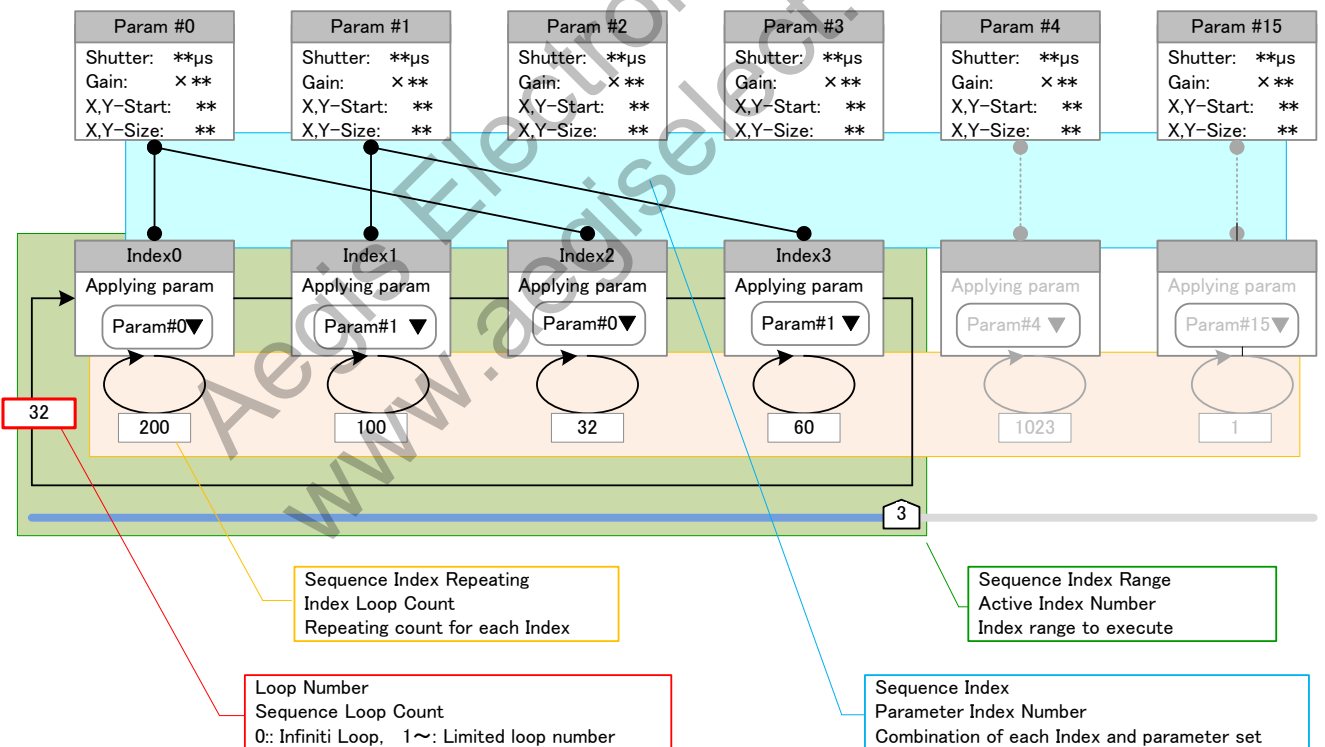 Param #0
Shutter: **μs
Gain: ×**
X,Y-Start: **
X,Y-Size: **
Param #1
Shutter: **μs
Gain: ×**
X,Y-Start: **
X,Y-Size: **
Param #2
Shutter: **μs
Gain: ×**
X,Y-Start: **
X,Y-Size: **
Param #3
Shutter: **μs
Gain: ×**
X,Y-Start: **
X,Y-Size: **
Param #4
Shutter: **μs
Gain: ×**
X,Y-Start: **
X,Y-Size: **
Param #15
Shutter: **μs
Gain: ×**
X,Y-Start: **
X,Y-Size: **
Index0
Applying param
Param#0▼
200
Index1
Applying param
Param#1 ▼
100
Index2
Applying param
Param#0▼
32
Index3
Applying param
Param#1 ▼
60
Applying param
Param#4 ▼
1023
Applying param
Param#15▼
1
32
3
Sequence Index Repeating
Index Loop Count
Repeating count for each Index
Sequence Index Range
Active Index Number
Index range to execute
Loop Number
Sequence Loop Count
0:: Infiniti Loop, 1～: Limited loop number
Sequence Index
Parameter Index Number
Combination of each Index and parameter set
Aegis Electro
www.aegiselect.